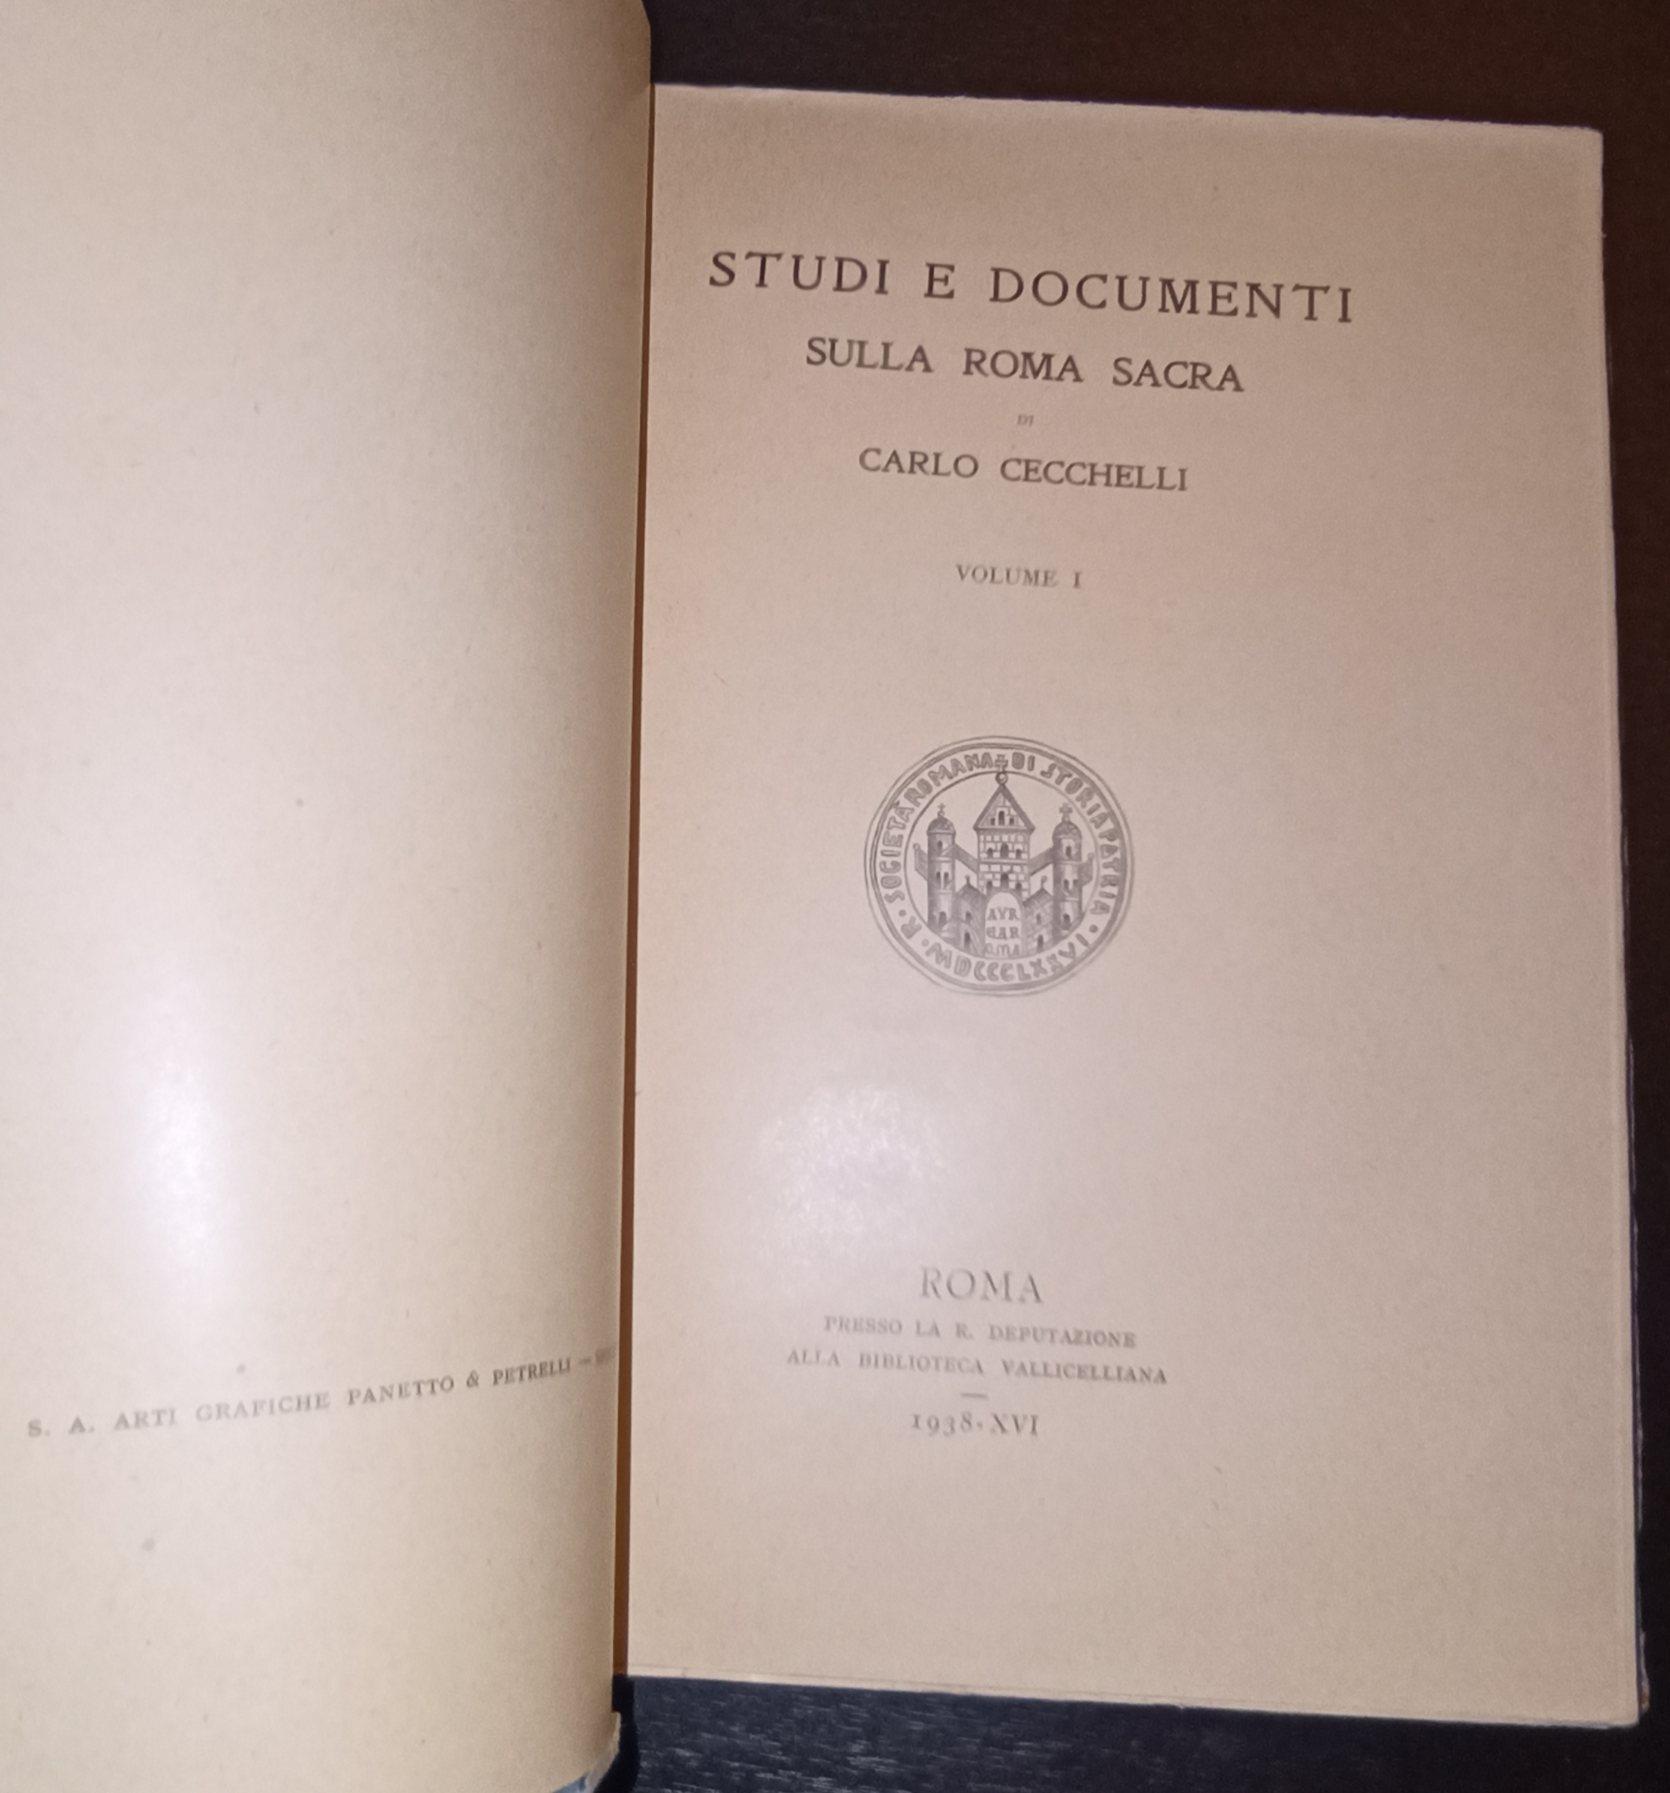 S. A. ARTI GRAFICHE PANETTO & PETRELLI –
STUDI E DOCUMENTI
SULLA ROMA SACRA
DI
CARLO CECCHELLI
VOLUME I
R · SOCIETÀ ROMANA DI STORIA PATRIA ·
MDCCCLXXVI
AVR
ROMA
PRESSO LA R. DEPUTAZIONE
ALLA BIBLIOTECA VALLICELLIANA
1938-XVI